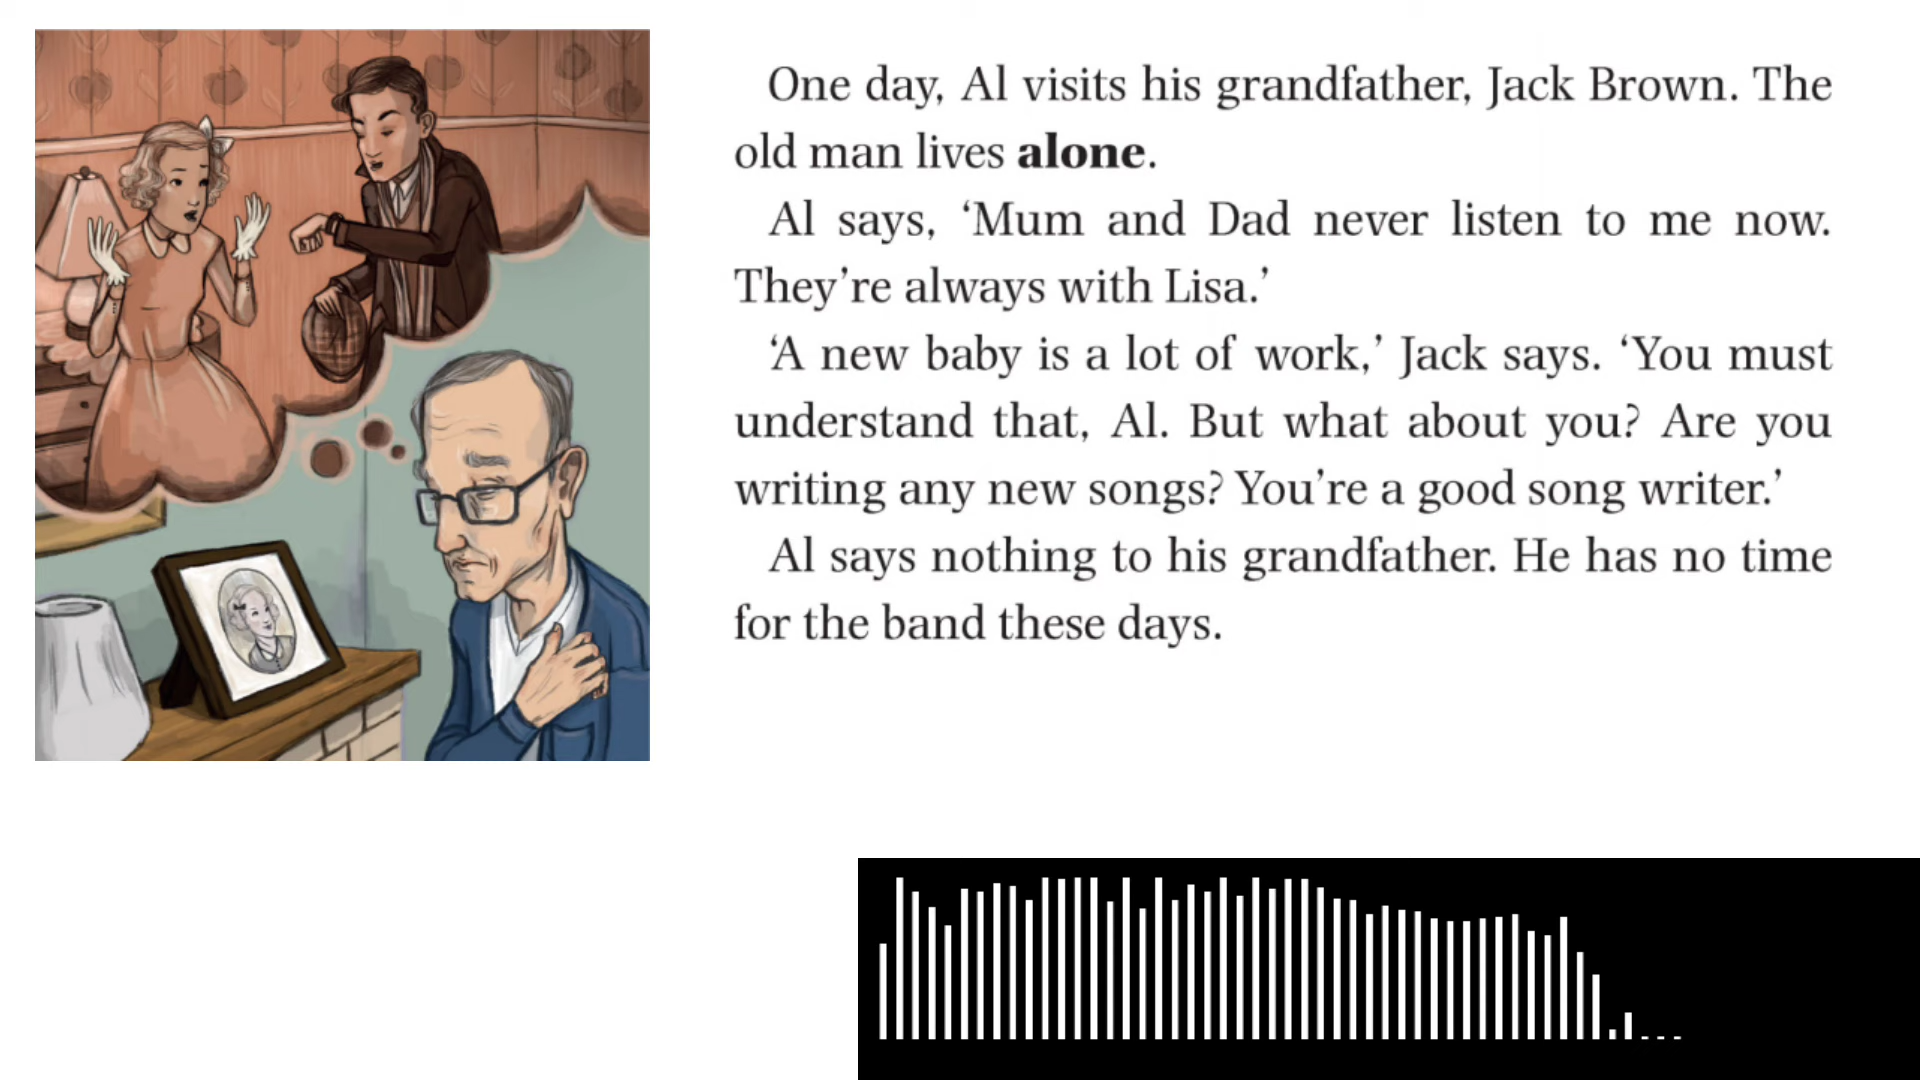 One day, Al visits his grandfather, Jack Brown. The
old man lives alone.
Al says, ‘Mum and Dad never listen to me now.
They’re always with Lisa.’
‘A new baby is a lot of work,’ Jack says. ‘You must
understand that, Al. But what about you? Are you
writing any new songs? You’re a good song writer.’
Al says nothing to his grandfather. He has no time
for the band these days.